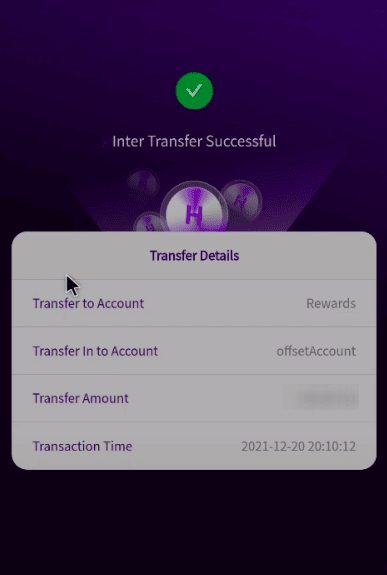 Inter Transfer Successful
H
H
H
H
Transfer Details
Transfer to Account Rewards
Transfer In to Account offsetAccount
Transfer Amount
Transaction Time 2021-12-20 20:10:12